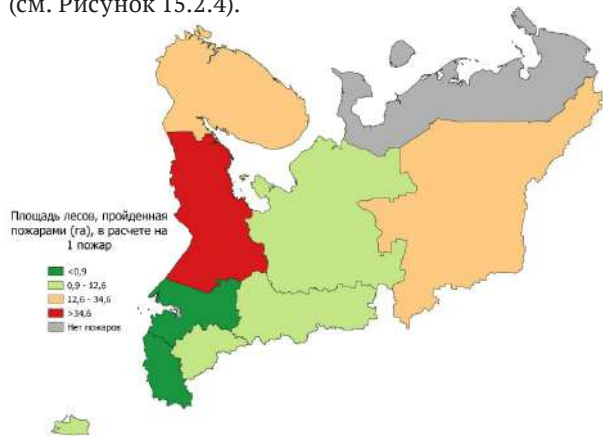 (см. Рисунок 15.2.4).
Площадь лесов, пройденная
пожарами (га), в расчете на
1 пожар
<0,9
0,9 - 12,6
12,6 - 34,6
>34,6
Нет пожаров